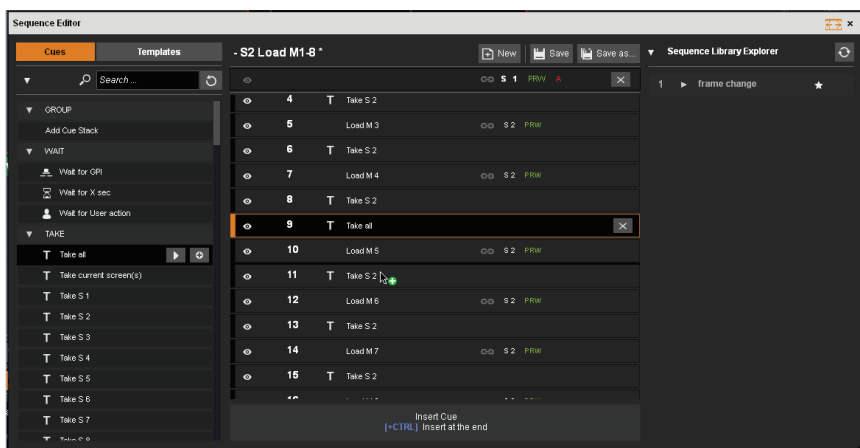 Sequence Editor
Cues
Templates
Search ...
GROUP
Add Cue Stack
WAIT
Wait for GPI
Wait for X sec
Wait for User action
TAKE
T Take all
T Take current screen(s)
T Take S 1
T Take S 2
T Take S 3
T Take S 4
T Take S 5
T Take S 6
T Take S 7
T Take S 8
- S2 Load M1-8 *
New
Save
Save as...
S 1 PRW A
4 T Take S 2
5 Load M 3 S 2 PRW
6 T Take S 2
7 Load M 4 S 2 PRW
8 T Take S 2
9 T Take all
10 Load M 5 S 2 PRW
11 T Take S 2
12 Load M 6 S 2 PRW
13 T Take S 2
14 Load M 7 S 2 PRW
15 T Take S 2
Insert Cue
[+CTRL] Insert at the end
Sequence Library Explorer
1 frame change